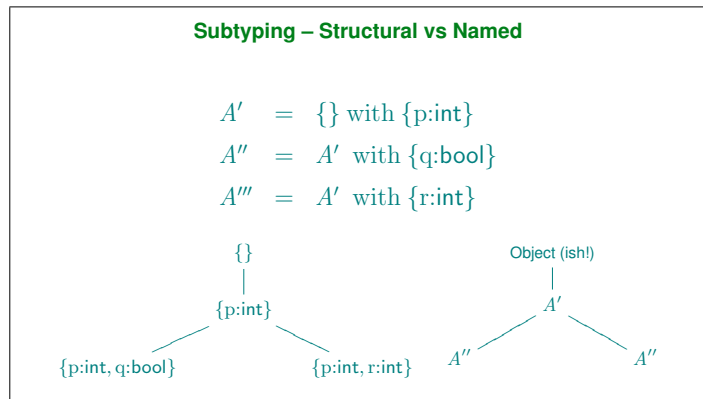 Subtyping – Structural vs Named
A′ = {} with {p:int}
A′′ = A′ with {q:bool}
A′′′ = A′ with {r:int}
{} Object (ish!)
{p:int} A′
{p:int, q:bool} {p:int, r:int} A′′ A′′